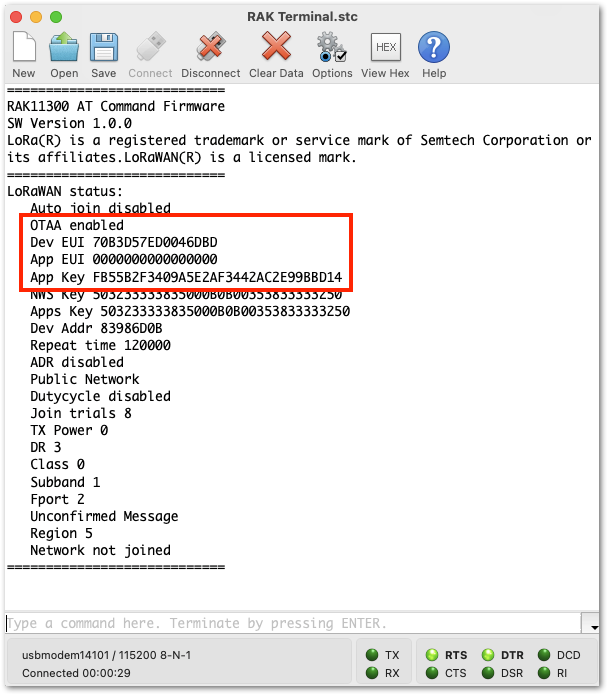 RAK Terminal.stc
New Open Save Connect Disconnect Clear Data Options HEX View Hex Help
============================
RAK11300 AT Command Firmware
SW Version 1.0.0
LoRa(R) is a registered trademark or service mark of Semtech Corporation or
its affiliates.LoRaWAN(R) is a licensed mark.
============================
LoRaWAN status:
Auto join disabled
OTAA enabled
Dev EUI 70B3D57ED0046DBD
App EUI 0000000000000000
App Key FB55B2F3409A5E2AF3442AC2E99BBD14
NWS Key 503233333835000B0B00353833333250
Apps Key 503233333835000B0B00353833333250
Dev Addr 83986D0B
Repeat time 120000
ADR disabled
Public Network
Dutycycle disabled
Join trials 8
TX Power 0
DR 3
Class 0
Subband 1
Fport 2
Unconfirmed Message
Region 5
Network not joined
============================
Type a command here. Terminate by pressing ENTER.
usbmodem14101 / 115200 8-N-1 TX RTS DTR DCD
Connected 00:00:29 RX CTS DSR RI